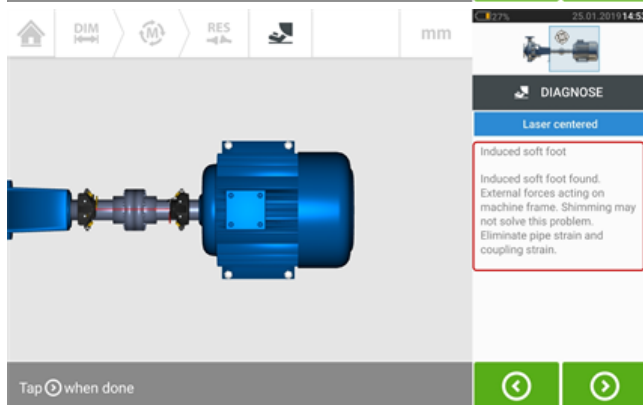 DIM
RES
mm
27%
25.01.2019 14:5
DIAGNOSE
Laser centered
Induced soft foot
Induced soft foot found.
External forces acting on
machine frame. Shimming may
not solve this problem.
Eliminate pipe strain and
coupling strain.
Tap when done